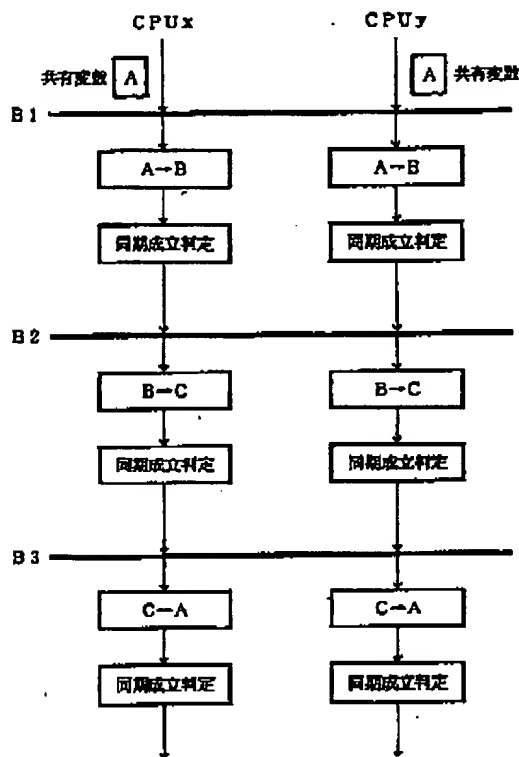 CPUx CPUy
共有変数 A A 共有変数
B1
A→B A→B
同期成立判定 同期成立判定
B2
B→C B→C
同期成立判定 同期成立判定
B3
C→A C→A
同期成立判定 同期成立判定